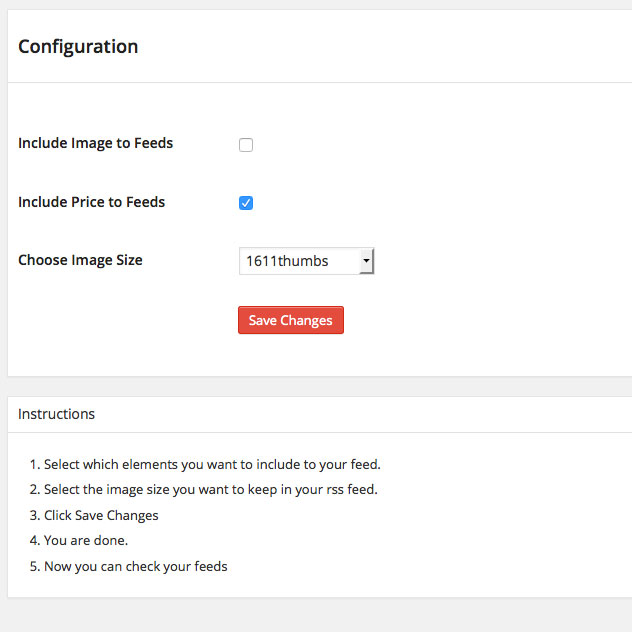 Configuration
Include Image to Feeds
Include Price to Feeds
Choose Image Size
1611thumbs
Save Changes
Instructions
1. Select which elements you want to include to your feed.
2. Select the image size you want to keep in your rss feed.
3. Click Save Changes
4. You are done.
5. Now you can check your feeds